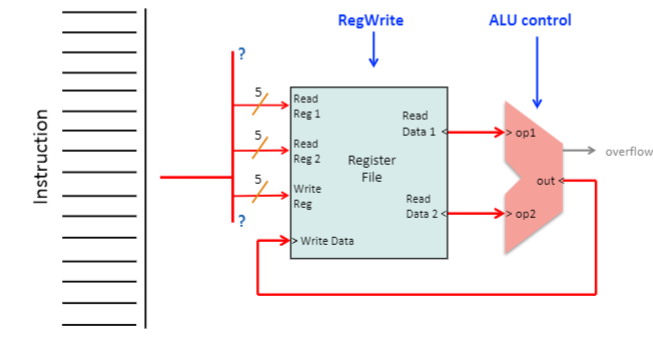 RegWrite
ALU control
?
5
Read
Reg 1
Read
Data 1 <
> op1
5
Read
Reg 2
Register
File
overflow
out <
5
Write
Reg
Read
Data 2 <
> op2
?
> Write Data
Instruction